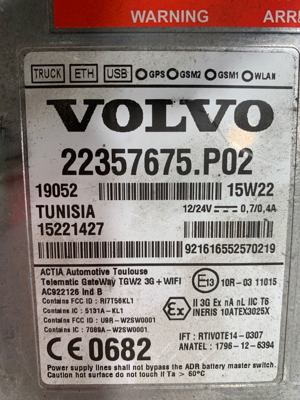 WARNING
TRUCK ETH USB GPS GSM2 GSM1 WLAN
VOLVO
22357675.P02
19052 15W22
TUNISIA 12/24V 0,7/0,4A
15221427
921616552570219
ACTIA Automotive Toulouse
Telematic GateWay TGW2 3G + WIFI
AC922126 Ind B
Contains FCC ID : RI7T56KL1
Contains IC : 5131A-KL1
Contains FCC ID : U9R-W2SW0001
Contains IC : 7089A-W2SW0001
E13 10R-03 11015
Ex II 3G Ex nA nL IIC T6
INERIS 10ATEX3025X
CE 0682
IFT : RTIVOTE14-0307
ANATEL : 1796-12-6394
Power supply lines shall not bypass the ADR battery master switch.
Do not touch if Ta > 60°C